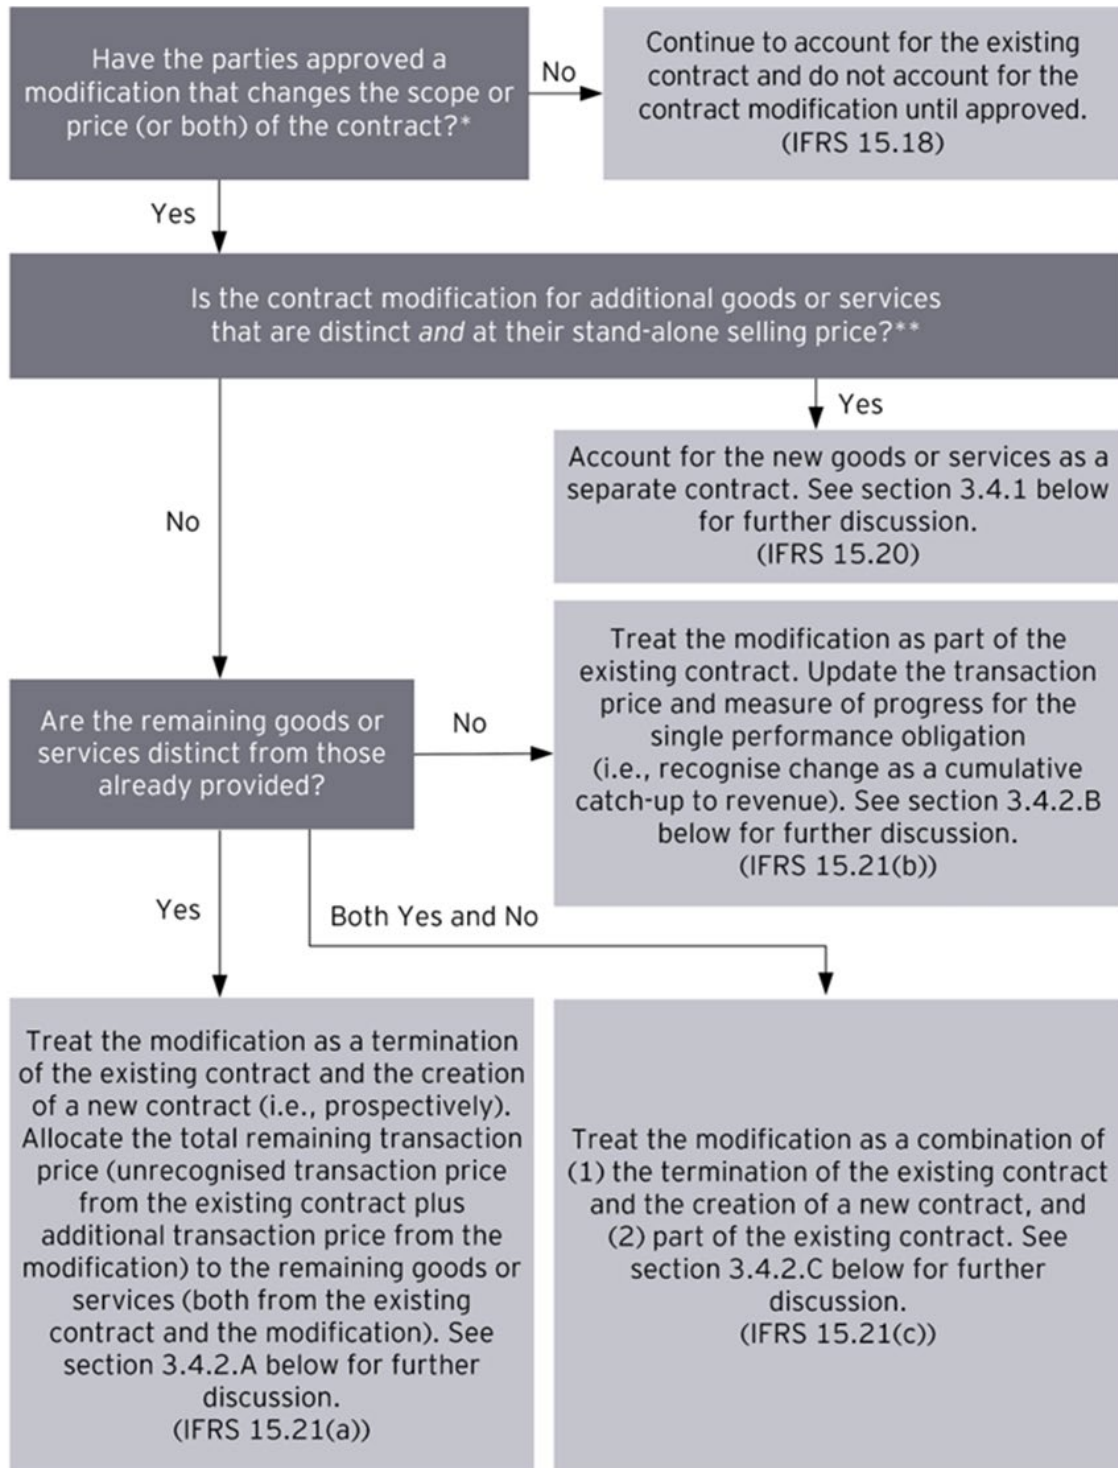 Have the parties approved a
modification that changes the scope or
price (or both) of the contract?*
No
Continue to account for the existing
contract and do not account for the
contract modification until approved.
(IFRS 15.18)
Yes
Is the contract modification for additional goods or services
that are distinct and at their stand-alone selling price?**
Yes
Account for the new goods or services as a
separate contract. See section 3.4.1 below
for further discussion.
(IFRS 15.20)
No
Are the remaining goods or
services distinct from those
already provided?
No
Treat the modification as part of the
existing contract. Update the transaction
price and measure of progress for the
single performance obligation
(i.e., recognise change as a cumulative
catch-up to revenue). See section 3.4.2.B
below for further discussion.
(IFRS 15.21(b))
Yes
Both Yes and No
Treat the modification as a termination
of the existing contract and the creation
of a new contract (i.e., prospectively).
Allocate the total remaining transaction
price (unrecognised transaction price
from the existing contract plus
additional transaction price from the
modification) to the remaining goods or
services (both from the existing
contract and the modification). See
section 3.4.2.A below for further
discussion.
(IFRS 15.21(a))
Treat the modification as a combination of
(1) the termination of the existing contract
and the creation of a new contract, and
(2) part of the existing contract. See
section 3.4.2.C below for further
discussion.
(IFRS 15.21(c))